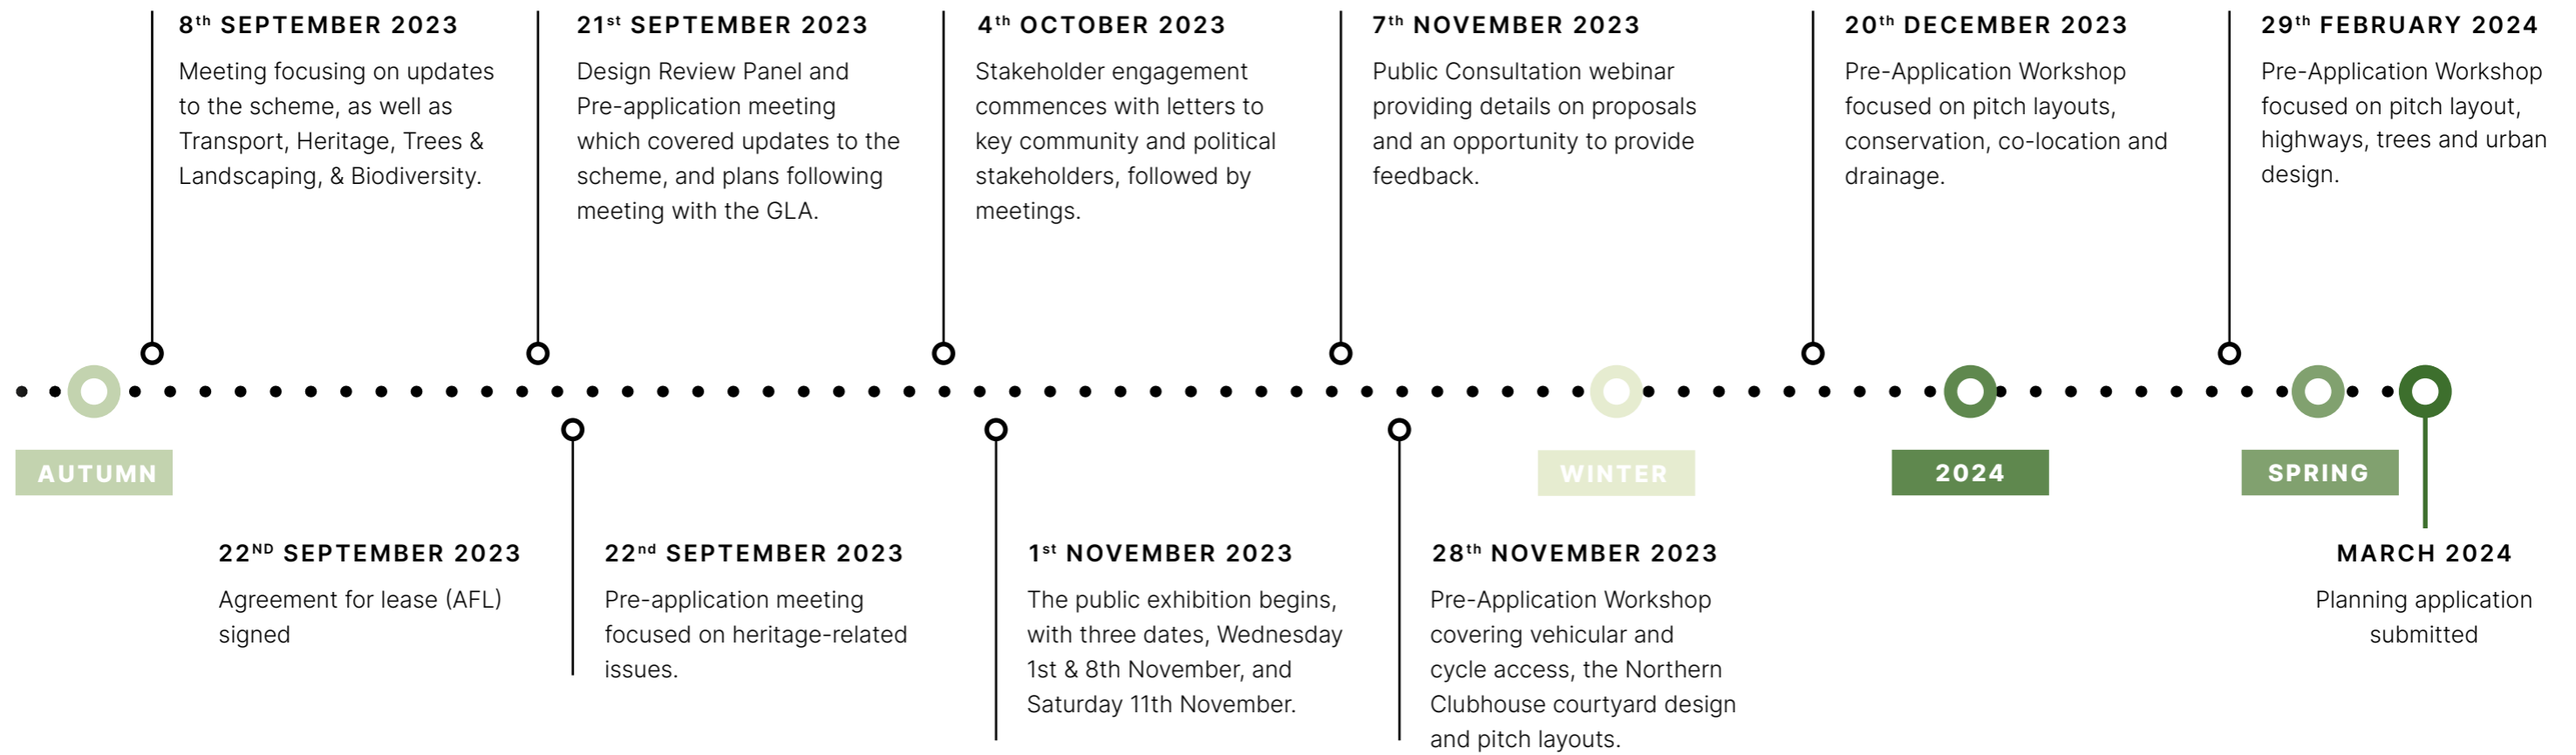 8th SEPTEMBER 2023
Meeting focusing on updates
to the scheme, as well as
Transport, Heritage, Trees &
Landscaping, & Biodiversity.
21st SEPTEMBER 2023
Design Review Panel and
Pre-application meeting
which covered updates to the
scheme, and plans following
meeting with the GLA.
4th OCTOBER 2023
Stakeholder engagement
commences with letters to
key community and political
stakeholders, followed by
meetings.
7th NOVEMBER 2023
Public Consultation webinar
providing details on proposals
and an opportunity to provide
feedback.
20th DECEMBER 2023
Pre-Application Workshop
focused on pitch layouts,
conservation, co-location and
drainage.
29th FEBRUARY 2024
Pre-Application Workshop
focused on pitch layout,
highways, trees and urban
design.
AUTUMN
WINTER
2024
SPRING
22ND SEPTEMBER 2023
Agreement for lease (AFL)
signed
22nd SEPTEMBER 2023
Pre-application meeting
focused on heritage-related
issues.
1st NOVEMBER 2023
The public exhibition begins,
with three dates, Wednesday
1st & 8th November, and
Saturday 11th November.
28th NOVEMBER 2023
Pre-Application Workshop
covering vehicular and
cycle access, the Northern
Clubhouse courtyard design
and pitch layouts.
MARCH 2024
Planning application
submitted